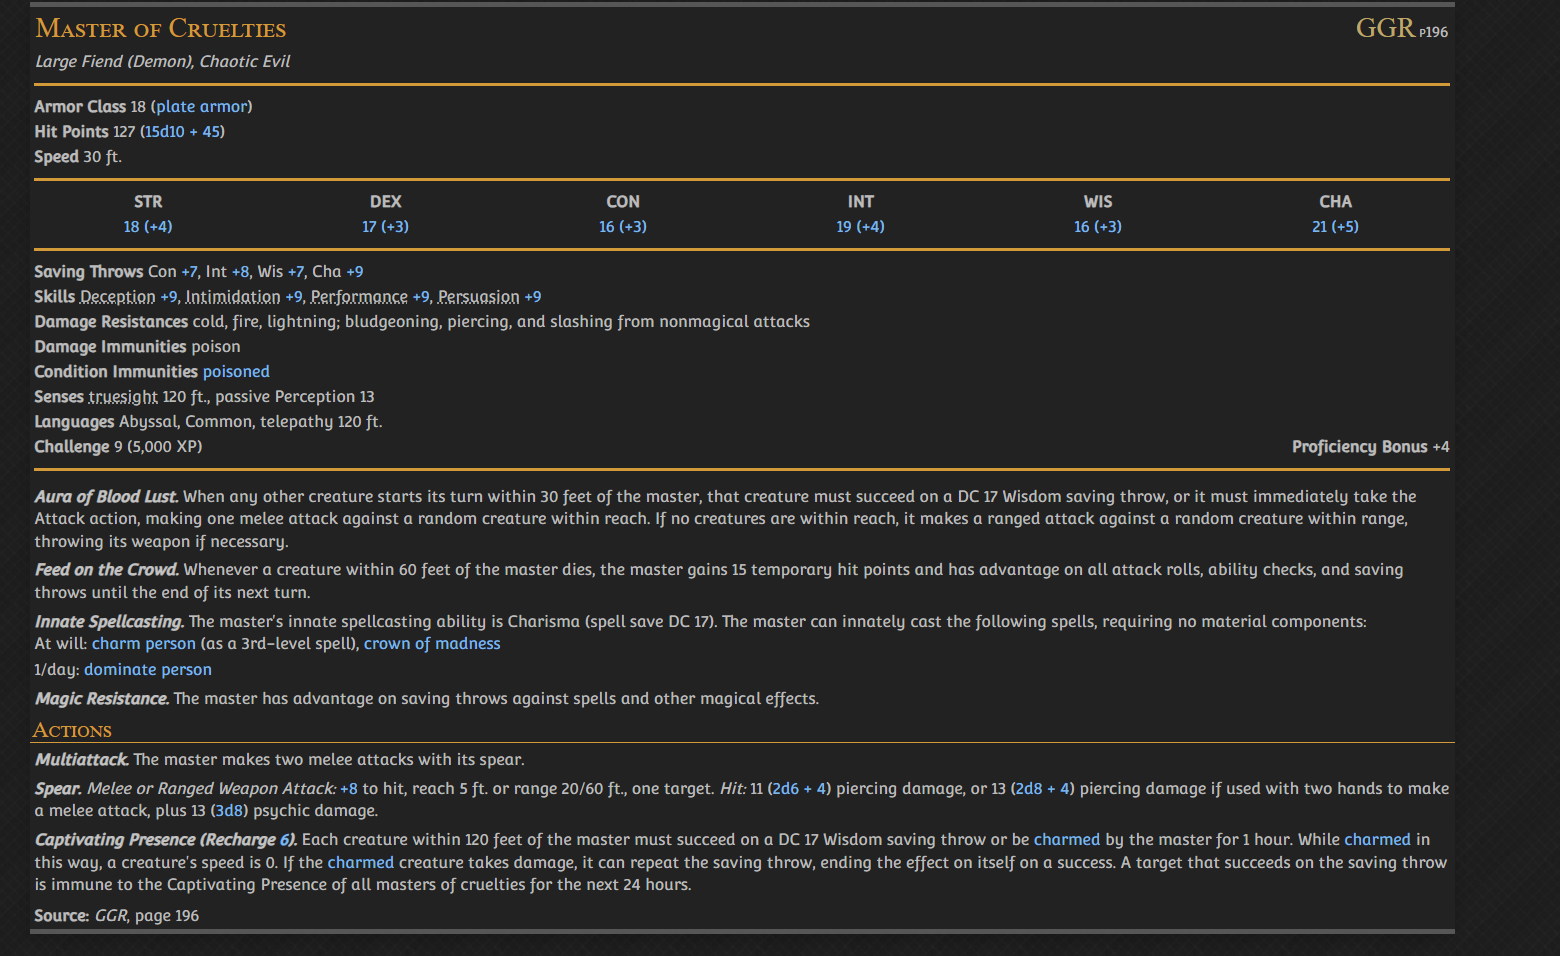 Master of Cruelties GGR p196
Large Fiend (Demon), Chaotic Evil
Armor Class 18 (plate armor)
Hit Points 127 (15d10 + 45)
Speed 30 ft.
STR DEX CON INT WIS CHA
18 (+4) 17 (+3) 16 (+3) 19 (+4) 16 (+3) 21 (+5)
Saving Throws Con +7, Int +8, Wis +7, Cha +9
Skills Deception +9, Intimidation +9, Performance +9, Persuasion +9
Damage Resistances cold, fire, lightning; bludgeoning, piercing, and slashing from nonmagical attacks
Damage Immunities poison
Condition Immunities poisoned
Senses truesight 120 ft., passive Perception 13
Languages Abyssal, Common, telepathy 120 ft.
Challenge 9 (5,000 XP) Proficiency Bonus +4
Aura of Blood Lust. When any other creature starts its turn within 30 feet of the master, that creature must succeed on a DC 17 Wisdom saving throw, or it must immediately take the
Attack action, making one melee attack against a random creature within reach. If no creatures are within reach, it makes a ranged attack against a random creature within range,
throwing its weapon if necessary.
Feed on the Crowd. Whenever a creature within 60 feet of the master dies, the master gains 15 temporary hit points and has advantage on all attack rolls, ability checks, and saving
throws until the end of its next turn.
Innate Spellcasting. The master's innate spellcasting ability is Charisma (spell save DC 17). The master can innately cast the following spells, requiring no material components:
At will: charm person (as a 3rd-level spell), crown of madness
1/day: dominate person
Magic Resistance. The master has advantage on saving throws against spells and other magical effects.
Actions
Multiattack. The master makes two melee attacks with its spear.
Spear. Melee or Ranged Weapon Attack: +8 to hit, reach 5 ft. or range 20/60 ft., one target. Hit: 11 (2d6 + 4) piercing damage, or 13 (2d8 + 4) piercing damage if used with two hands to make
a melee attack, plus 13 (3d8) psychic damage.
Captivating Presence (Recharge 6). Each creature within 120 feet of the master must succeed on a DC 17 Wisdom saving throw or be charmed by the master for 1 hour. While charmed in
this way, a creature's speed is 0. If the charmed creature takes damage, it can repeat the saving throw, ending the effect on itself on a success. A target that succeeds on the saving throw
is immune to the Captivating Presence of all masters of cruelties for the next 24 hours.
Source: GGR, page 196